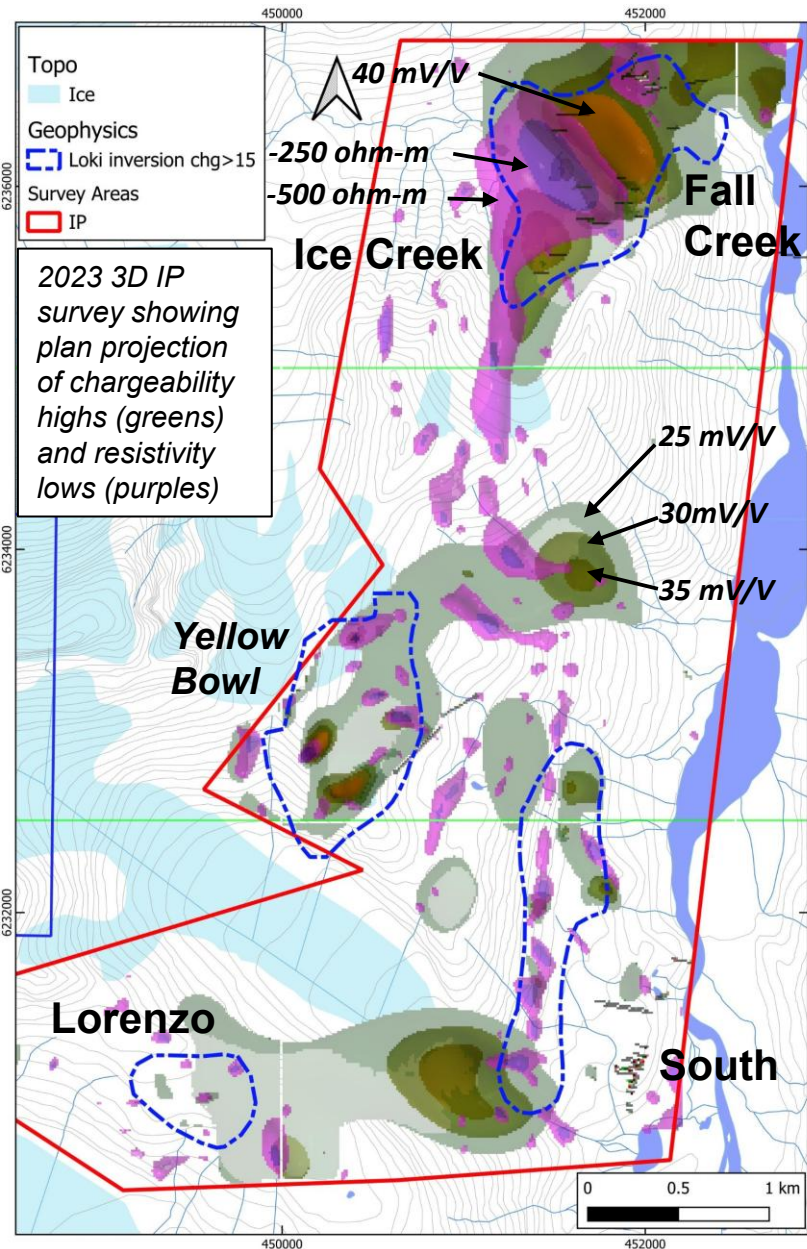 450000
452000
Topo
Ice
Geophysics
Loki inversion chg>15
Survey Areas
IP
2023 3D IP
survey showing
plan projection
of chargeability
highs (greens)
and resistivity
lows (purples)
40 mV/V
-250 ohm-m
-500 ohm-m
Ice Creek
Fall
Creek
6236000
25 mV/V
30mV/V
35 mV/V
6234000
Yellow
Bowl
6232000
Lorenzo
South
0 0.5 1 km
450000
452000